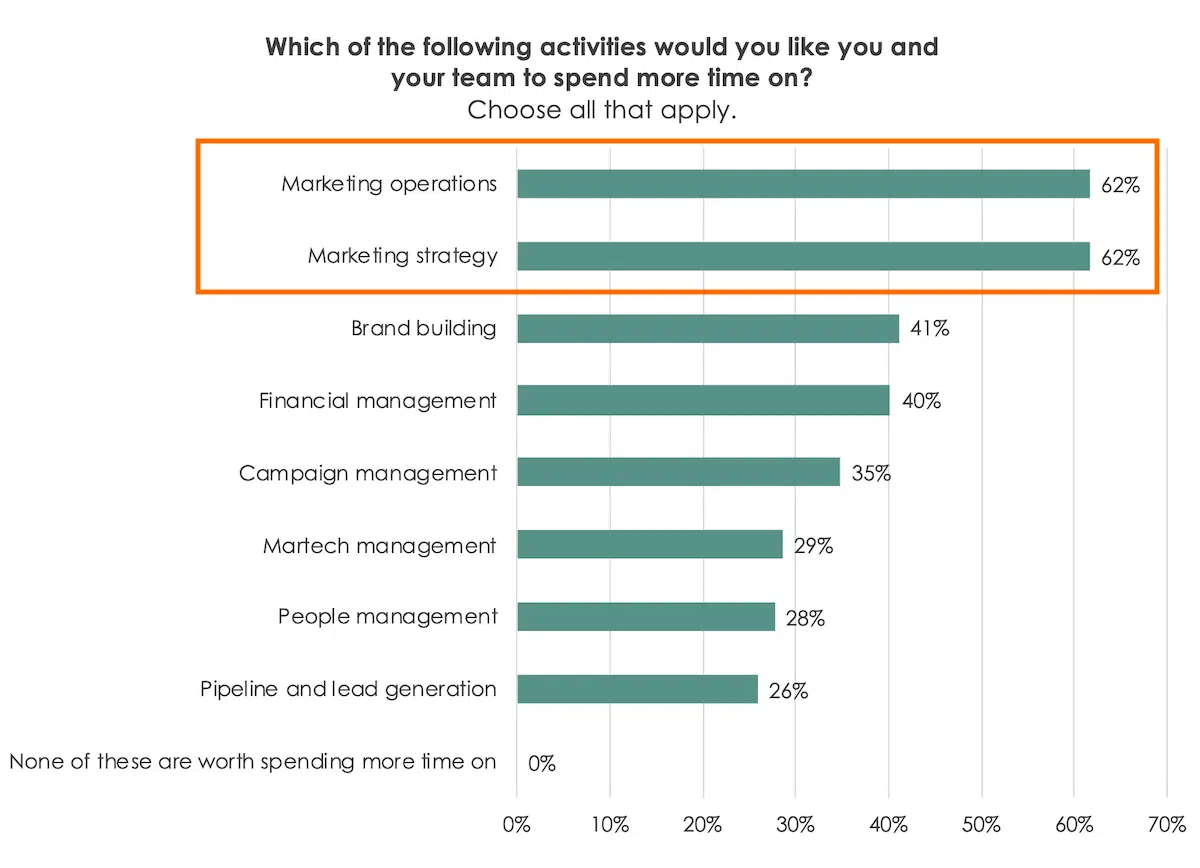 Which of the following activities would you like you and
your team to spend more time on?
Choose all that apply.
Marketing operations 62%
Marketing strategy 62%
Brand building 41%
Financial management 40%
Campaign management 35%
Martech management 29%
People management 28%
Pipeline and lead generation 26%
None of these are worth spending more time on 0%
0% 10% 20% 30% 40% 50% 60% 70%